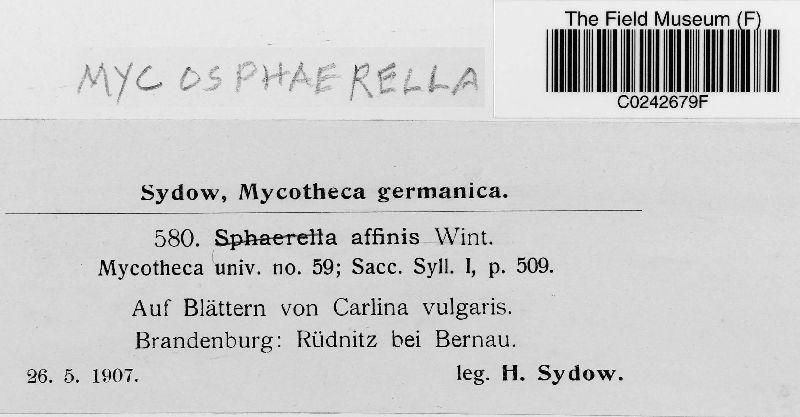 The Field Museum (F)
C0242679F
MYCOSPHAERELLA
Sydow, Mycotheca germanica.
580. Sphaerella affinis Wint.
Mycotheca univ. no. 59; Sacc. Syll. I, p. 509.
Auf Blättern von Carlina vulgaris.
Brandenburg: Rüdnitz bei Bernau.
26. 5. 1907. leg. H. Sydow.